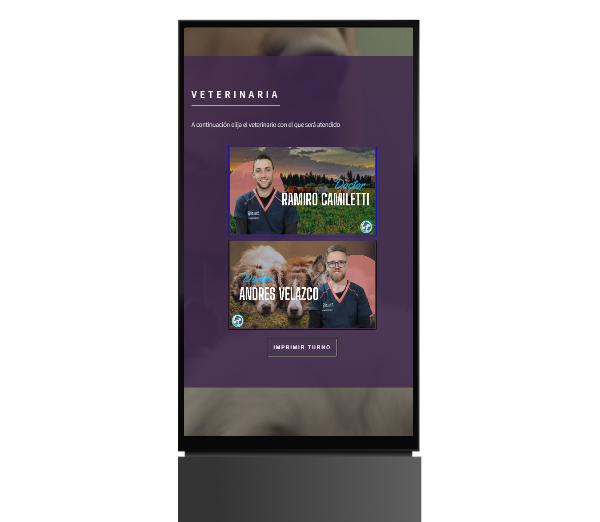 VETERINARIA
A continuación elija el veterinario con el que será atendido
Doctor
RAMIRO CAMILETTI
Doctor
ANDRES VELAZCO
IMPRIMIR TURNO